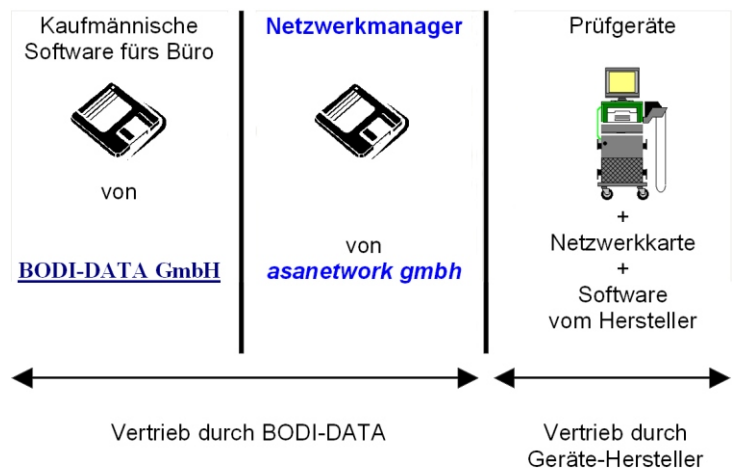 Kaufmännische
Software fürs Büro
von
BODI-DATA GmbH
Netzwerkmanager
von
asanetwork gmbh
Prüfgeräte
+
Netzwerkkarte
+
Software
vom Hersteller
Vertrieb durch BODI-DATA
Vertrieb durch
Geräte-Hersteller